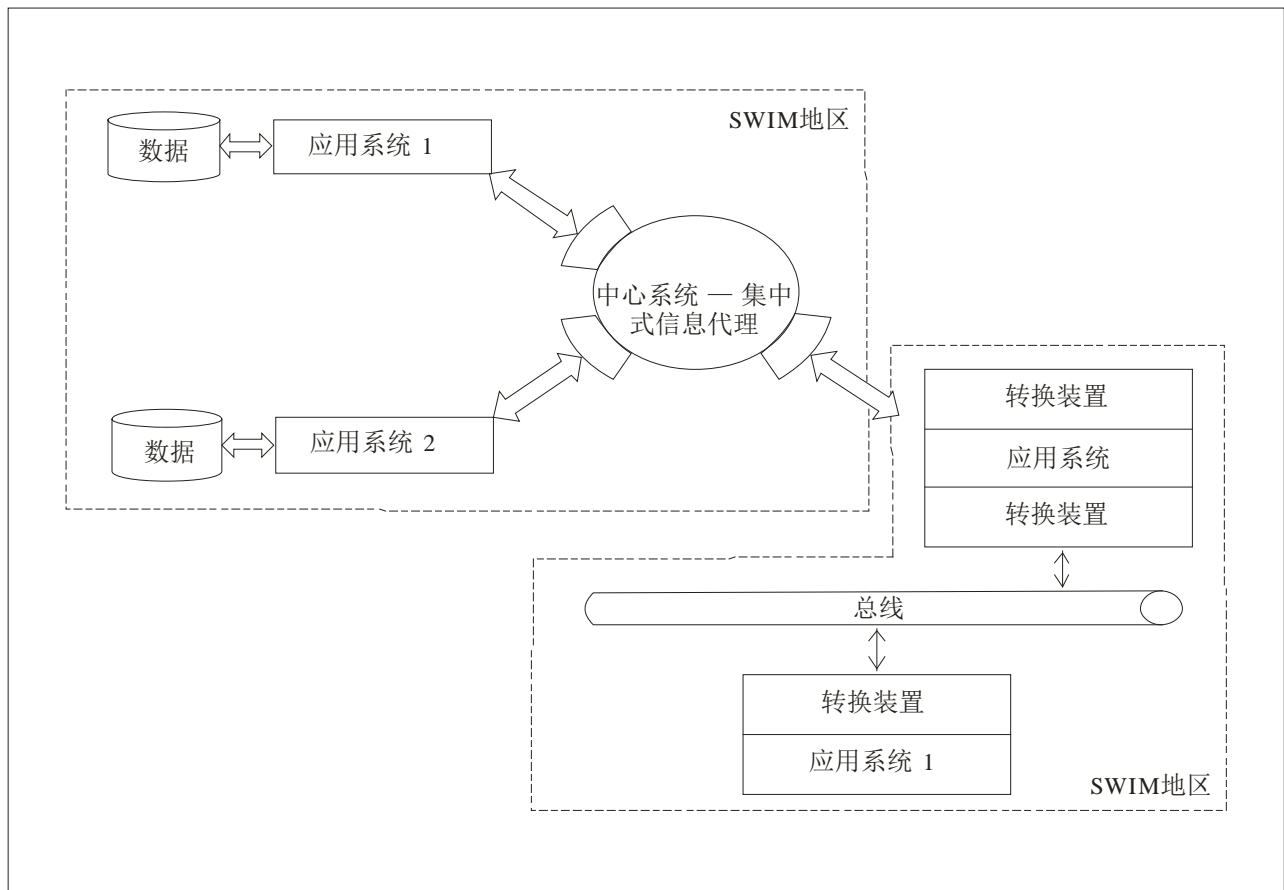 SWIM地区
数据
应用系统 1
中心系统 — 集中
式信息代理
数据
应用系统 2
转换装置
应用系统
转换装置
总线
转换装置
应用系统 1
SWIM地区